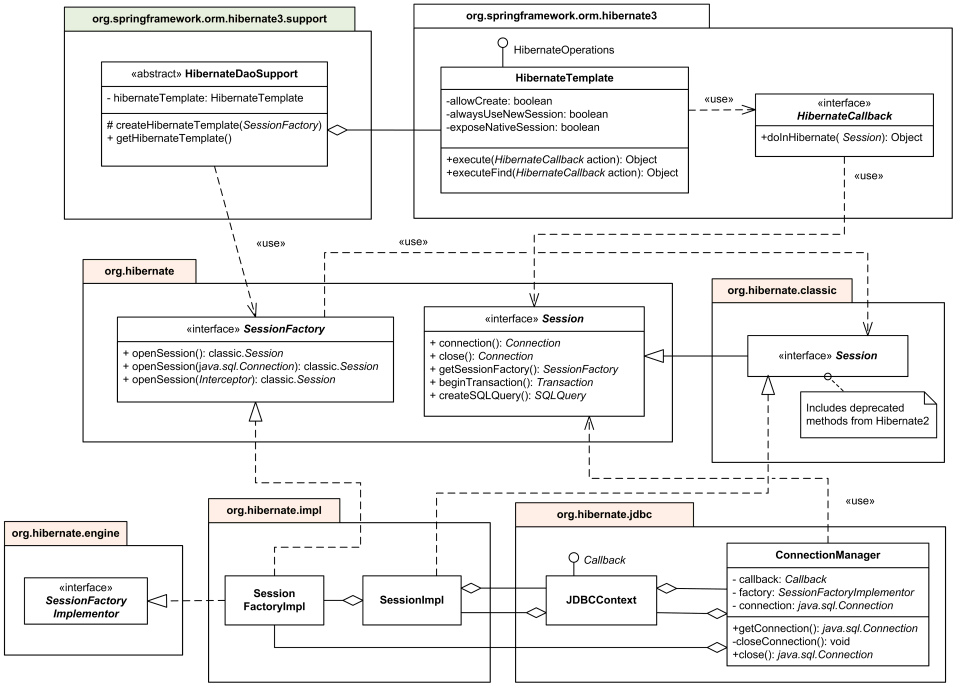 org.springframework.orm.hibernate3.support
«abstract» HibernateDaoSupport
- hibernateTemplate: HibernateTemplate
# createHibernateTemplate(SessionFactory)
+ getHibernateTemplate()
org.springframework.orm.hibernate3
HibernateOperations
HibernateTemplate
-allowCreate: boolean
-alwaysUseNewSession: boolean
-exposeNativeSession: boolean
+execute(HibernateCallback action): Object
+executeFind(HibernateCallback action): Object
«use»
«interface»
HibernateCallback
+doInHibernate( Session): Object
«use»
«use»
«use»
org.hibernate
«interface» SessionFactory
+ openSession(): classic.Session
+ openSession(java.sql.Connection): classic.Session
+ openSession(Interceptor): classic.Session
«interface» Session
+ connection(): Connection
+ close(): Connection
+ getSessionFactory(): SessionFactory
+ beginTransaction(): Transaction
+ createSQLQuery(): SQLQuery
org.hibernate.classic
«interface» Session
Includes deprecated
methods from Hibernate2
«use»
org.hibernate.engine
«interface»
SessionFactory
Implementor
org.hibernate.impl
Session
FactoryImpl
SessionImpl
org.hibernate.jdbc
Callback
JDBCContext
ConnectionManager
- callback: Callback
- factory: SessionFactoryImplementor
- connection: java.sql.Connection
+getConnection(): java.sql.Connection
-closeConnection(): void
+close(): java.sql.Connection